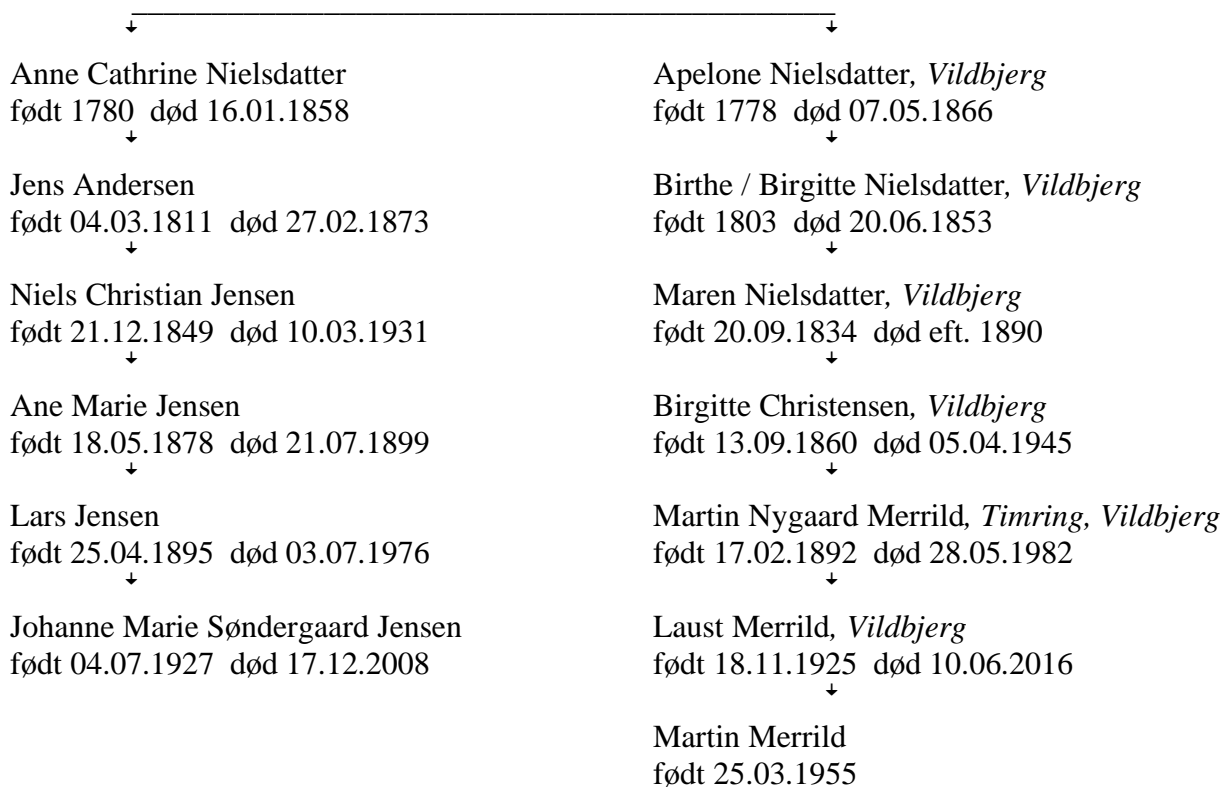 Anne Cathrine Nielsdatter
født 1780 død 16.01.1858
Jens Andersen
født 04.03.1811 død 27.02.1873
Niels Christian Jensen
født 21.12.1849 død 10.03.1931
Ane Marie Jensen
født 18.05.1878 død 21.07.1899
Lars Jensen
født 25.04.1895 død 03.07.1976
Johanne Marie Søndergaard Jensen
født 04.07.1927 død 17.12.2008
Apelone Nielsdatter, Vildbjerg
født 1778 død 07.05.1866
Birthe / Birgitte Nielsdatter, Vildbjerg
født 1803 død 20.06.1853
Maren Nielsdatter, Vildbjerg
født 20.09.1834 død eft. 1890
Birgitte Christensen, Vildbjerg
født 13.09.1860 død 05.04.1945
Martin Nygaard Merrild, Timring, Vildbjerg
født 17.02.1892 død 28.05.1982
Laust Merrild, Vildbjerg
født 18.11.1925 død 10.06.2016
Martin Merrild
født 25.03.1955